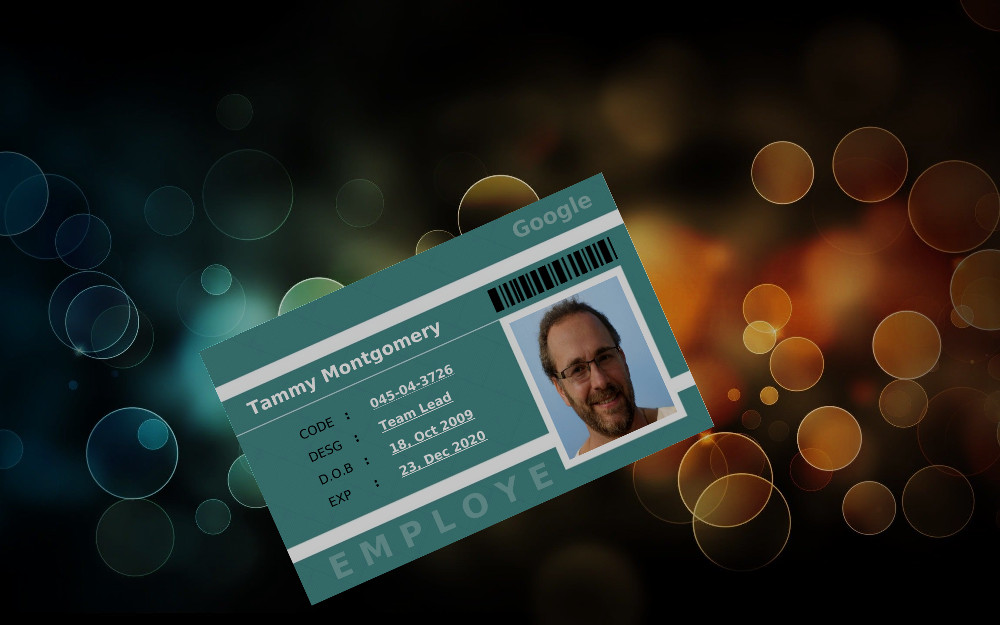 Google
Tammy Montgomery
CODE : 045-04-3726
DESG : Team Lead
D.O.B : 18, Oct 2009
EXP : 23, Dec 2020
EMPLOYE